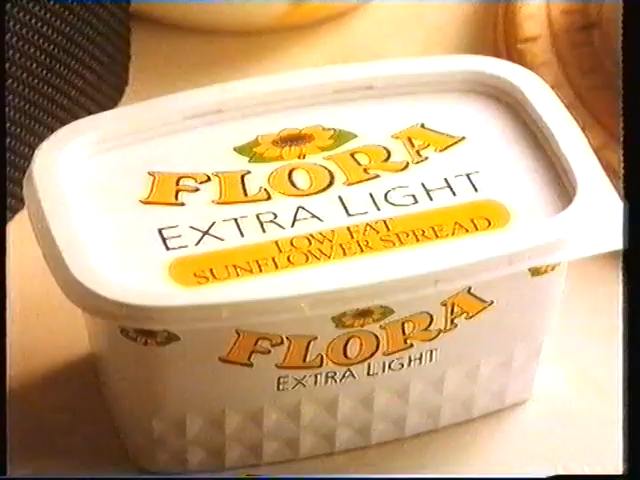 FLORA
EXTRA LIGHT
LOW FAT
SUNFLOWER SPREAD
FLORA
EXTRA LIGHT